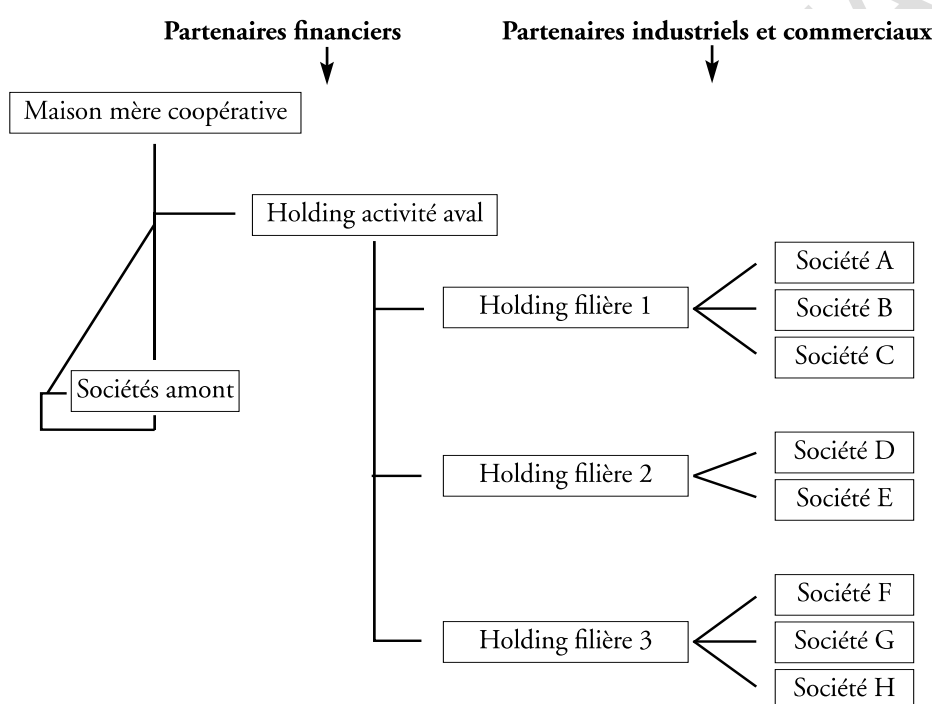 Partenaires financiers
Partenaires industriels et commerciaux
Maison mère coopérative
Holding activité aval
Société A
Holding filière 1
Société B
Société C
Sociétés amont
Société D
Holding filière 2
Société E
Société F
Holding filière 3
Société G
Société H